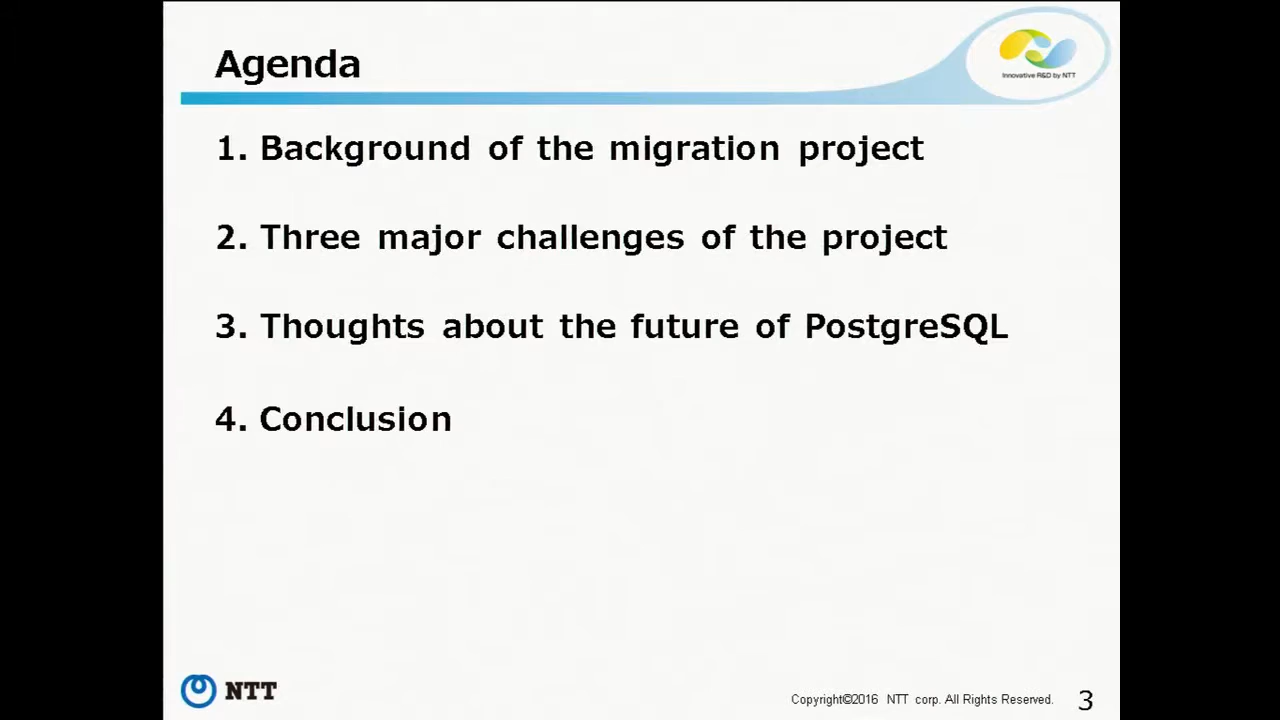 Agenda
Innovative R&D by NTT
1. Background of the migration project
2. Three major challenges of the project
3. Thoughts about the future of PostgreSQL
4. Conclusion
NTT
Copyright©2016 NTT corp. All Rights Reserved.
3